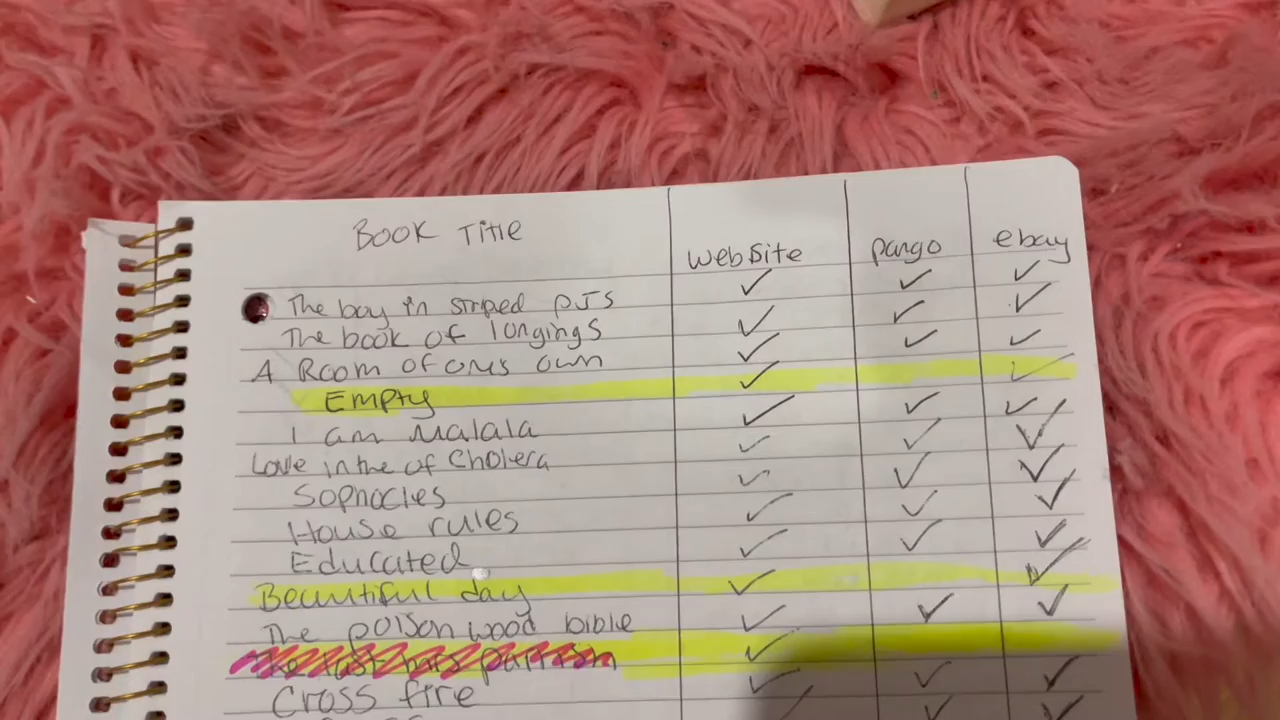 Book Title website pango ebay
The boy in striped PJS ✓ ✓ ✓
The book of longings ✓ ✓ ✓
A Room of ones own ✓ ✓ ✓
Empty ✓ ✓
I am Malala ✓ ✓ ✓
Love in the of Cholera ✓ ✓ ✓
Sophocles ✓ ✓ ✓
House rules ✓ ✓ ✓
Educated ✓ ✓ ✓
Beautiful day ✓ ✓
The poison wood bible ✓ ✓ ✓
Cross fire ✓ ✓ ✓